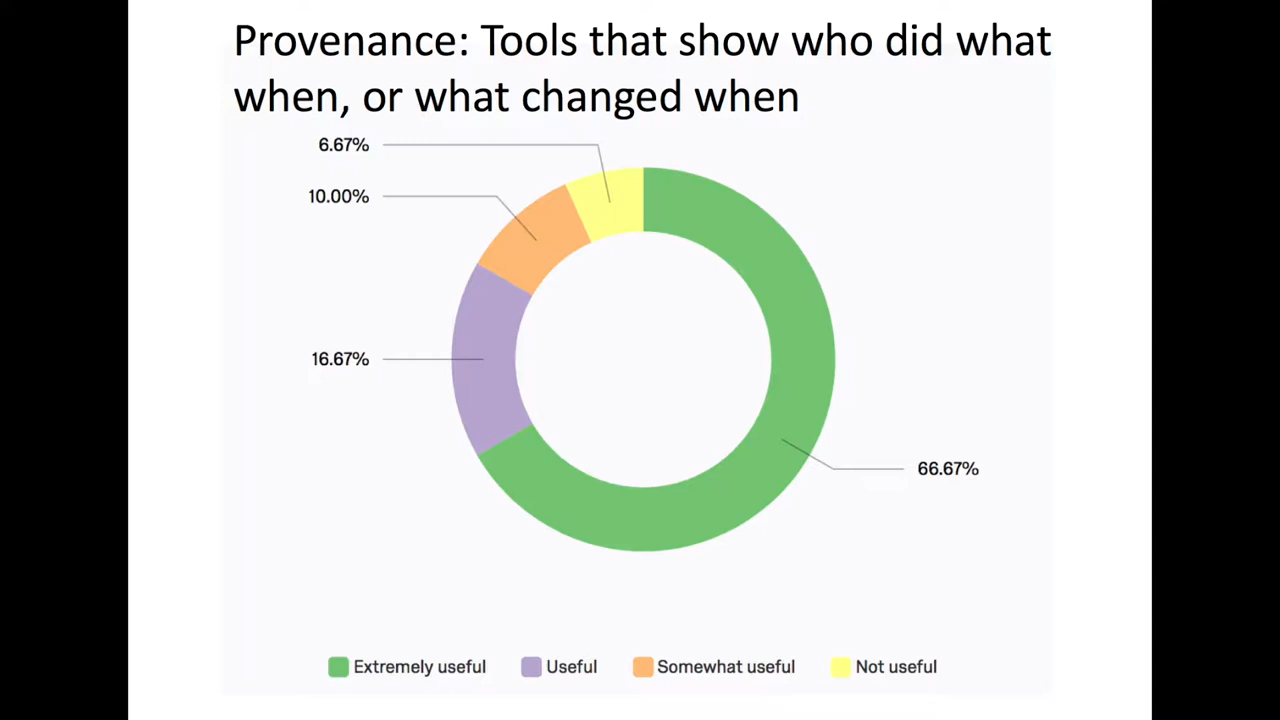 Provenance: Tools that show who did what
when, or what changed when
6.67%
10.00%
16.67%
66.67%
Extremely useful Useful Somewhat useful Not useful